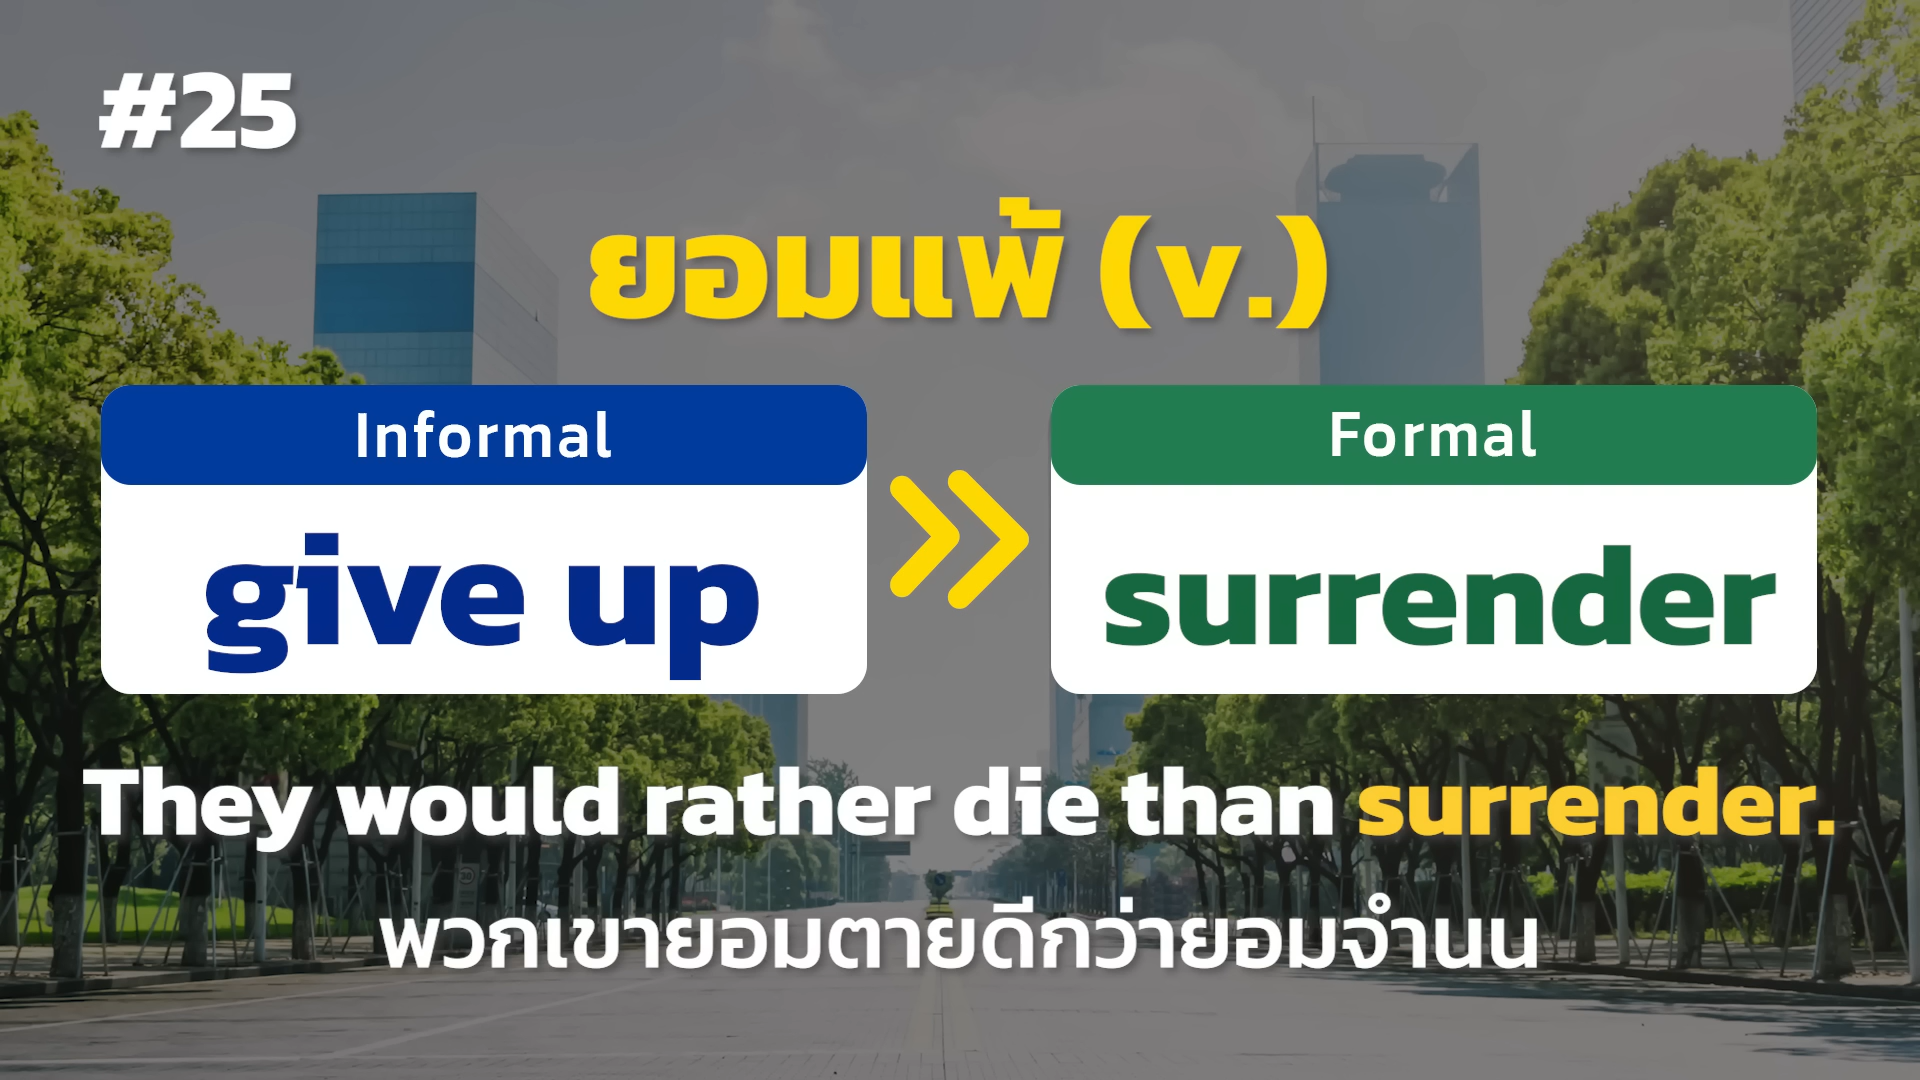 #25
ยอมแพ้ (v.)
Informal
give up
Formal
surrender
They would rather die than surrender.
พวกเขายอมตายดีกว่ายอมจำนน